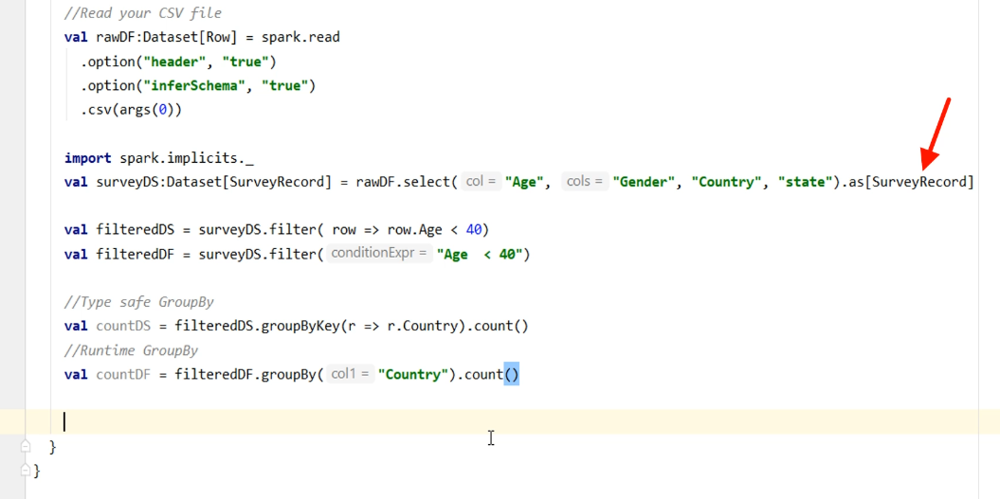 //Read your CSV file
val rawDF:Dataset[Row] = spark.read
.option("header", "true")
.option("inferSchema", "true")
.csv(args(0))
import spark.implicits._
val surveyDS:Dataset[SurveyRecord] = rawDF.select( col = "Age", cols = "Gender", "Country", "state").as[SurveyRecord]
val filteredDS = surveyDS.filter( row => row.Age < 40)
val filteredDF = surveyDS.filter( conditionExpr = "Age  < 40")
//Type safe GroupBy
val countDS = filteredDS.groupByKey(r => r.Country).count()
//Runtime GroupBy
val countDF = filteredDF.groupBy( col1 = "Country").count()
}
}